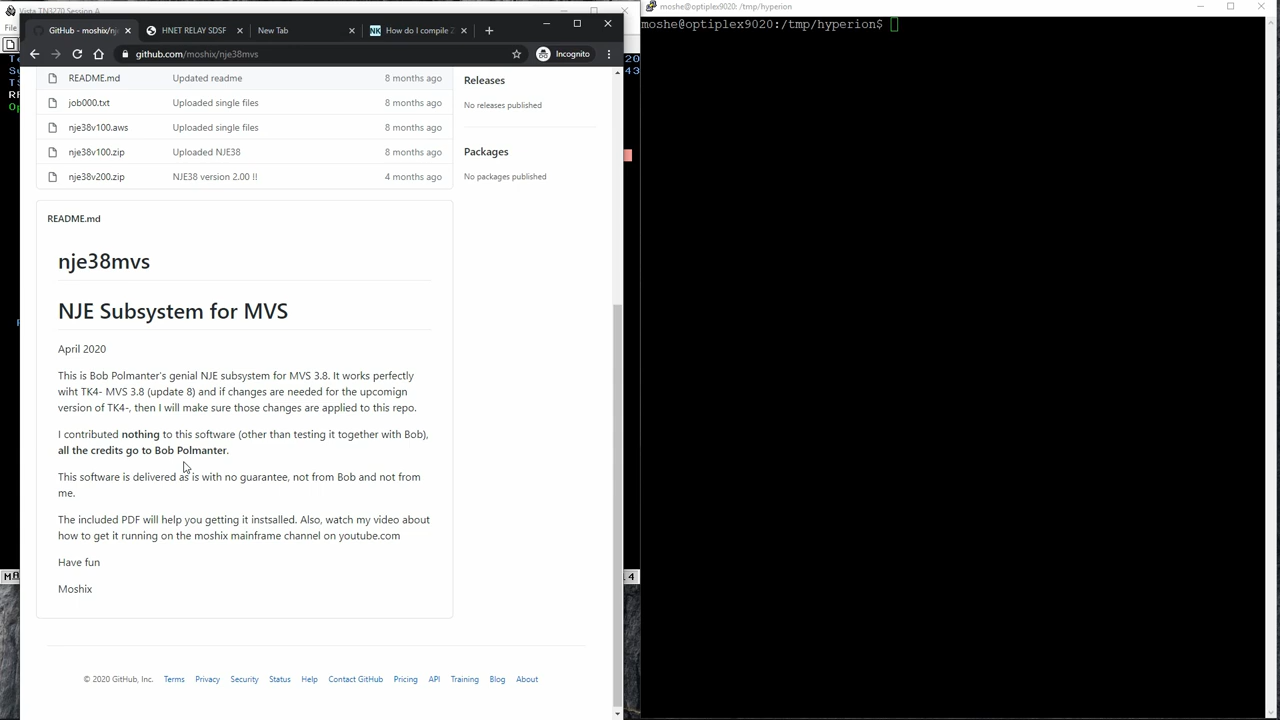 Vista TN3270 Session A
File
GitHub - moshix/nj
HNET RELAY SDSF
New Tab
How do I compile Z
github.com/moshix/nje38mvs
Incognito
README.md Updated readme 8 months ago
job000.txt Uploaded single files 8 months ago
nje38v100.aws Uploaded single files 8 months ago
nje38v100.zip Uploaded NJE38 8 months ago
nje38v200.zip NJE38 version 2.00 !! 4 months ago
Releases
No releases published
Packages
No packages published
README.md
nje38mvs
NJE Subsystem for MVS
April 2020
This is Bob Polmanter's genial NJE subsystem for MVS 3.8. It works perfectly
wiht TK4- MVS 3.8 (update 8) and if changes are needed for the upcomign
version of TK4-, then I will make sure those changes are applied to this repo.
I contributed nothing to this software (other than testing it together with Bob),
all the credits go to Bob Polmanter.
This software is delivered as is with no guarantee, not from Bob and not from
me.
The included PDF will help you getting it instsalled. Also, watch my video about
how to get it running on the moshix mainframe channel on youtube.com
Have fun
Moshix
© 2020 GitHub, Inc. Terms Privacy Security Status Help Contact GitHub Pricing API Training Blog About
moshe@optiplex9020: /tmp/hyperion
moshe@optiplex9020:/tmp/hyperion$